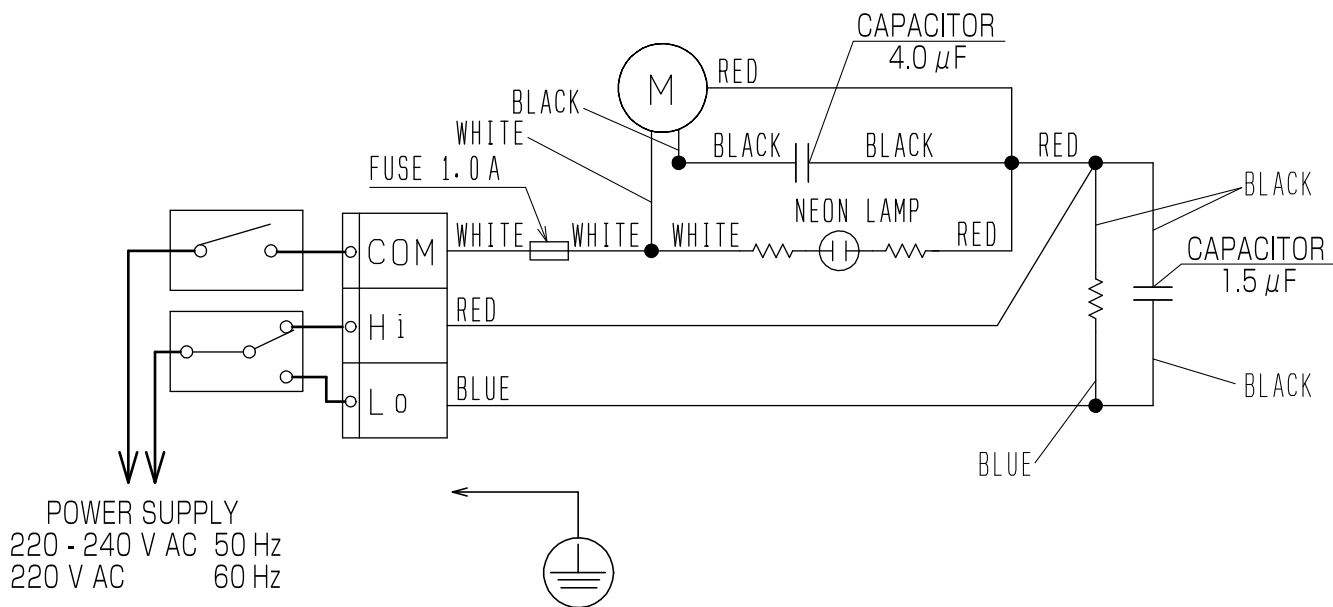 CAPACITOR
4.0 μF
M
RED
BLACK
WHITE
BLACK
BLACK
RED
FUSE 1.0A
NEON LAMP
BLACK
COM
WHITE
WHITE
WHITE
RED
CAPACITOR
1.5 μF
Hi
RED
Lo
BLUE
BLACK
BLUE
POWER SUPPLY
220 - 240 V AC 50 Hz
220 V AC 60 Hz